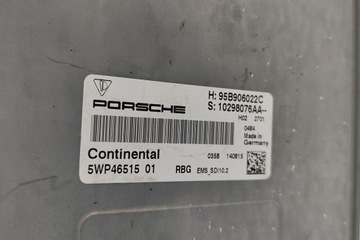 H: 95B906022C
S: 10298076AA--
PORSCHE
H02 2701
0484
Made in
Germany
Continental
0358 140815
5WP46515 01
RBG EMS_SDI10.2